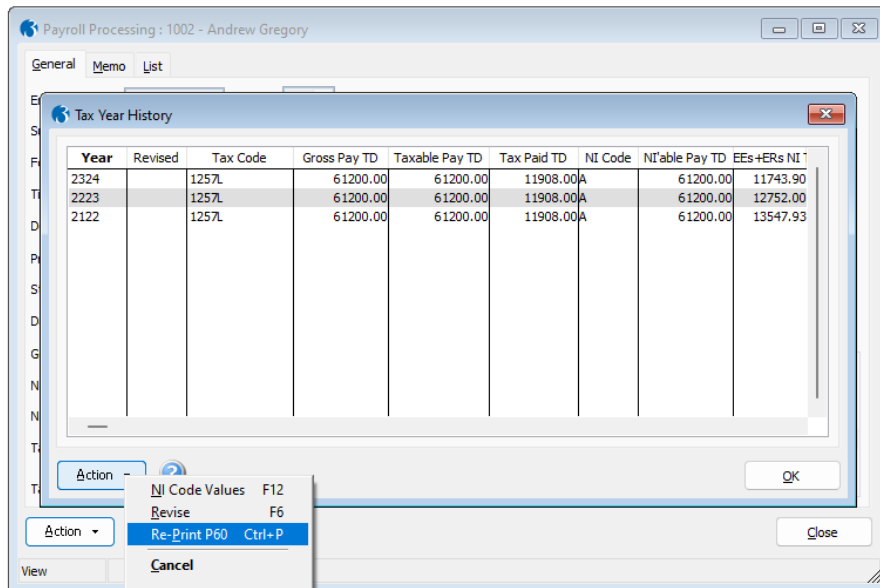 Payroll Processing : 1002 - Andrew Gregory
General Memo List
Tax Year History
Year Revised Tax Code Gross Pay TD Taxable Pay TD Tax Paid TD NI Code NI'able Pay TD EEs+ERs NI T
2324 1257L 61200.00 61200.00 11908.00 A 61200.00 11743.90
2223 1257L 61200.00 61200.00 11908.00 A 61200.00 12752.00
2122 1257L 61200.00 61200.00 11908.00 A 61200.00 13547.93
Action OK
NI Code Values F12
Revise F6
Re-Print P60 Ctrl+P
Cancel
Action Close
View